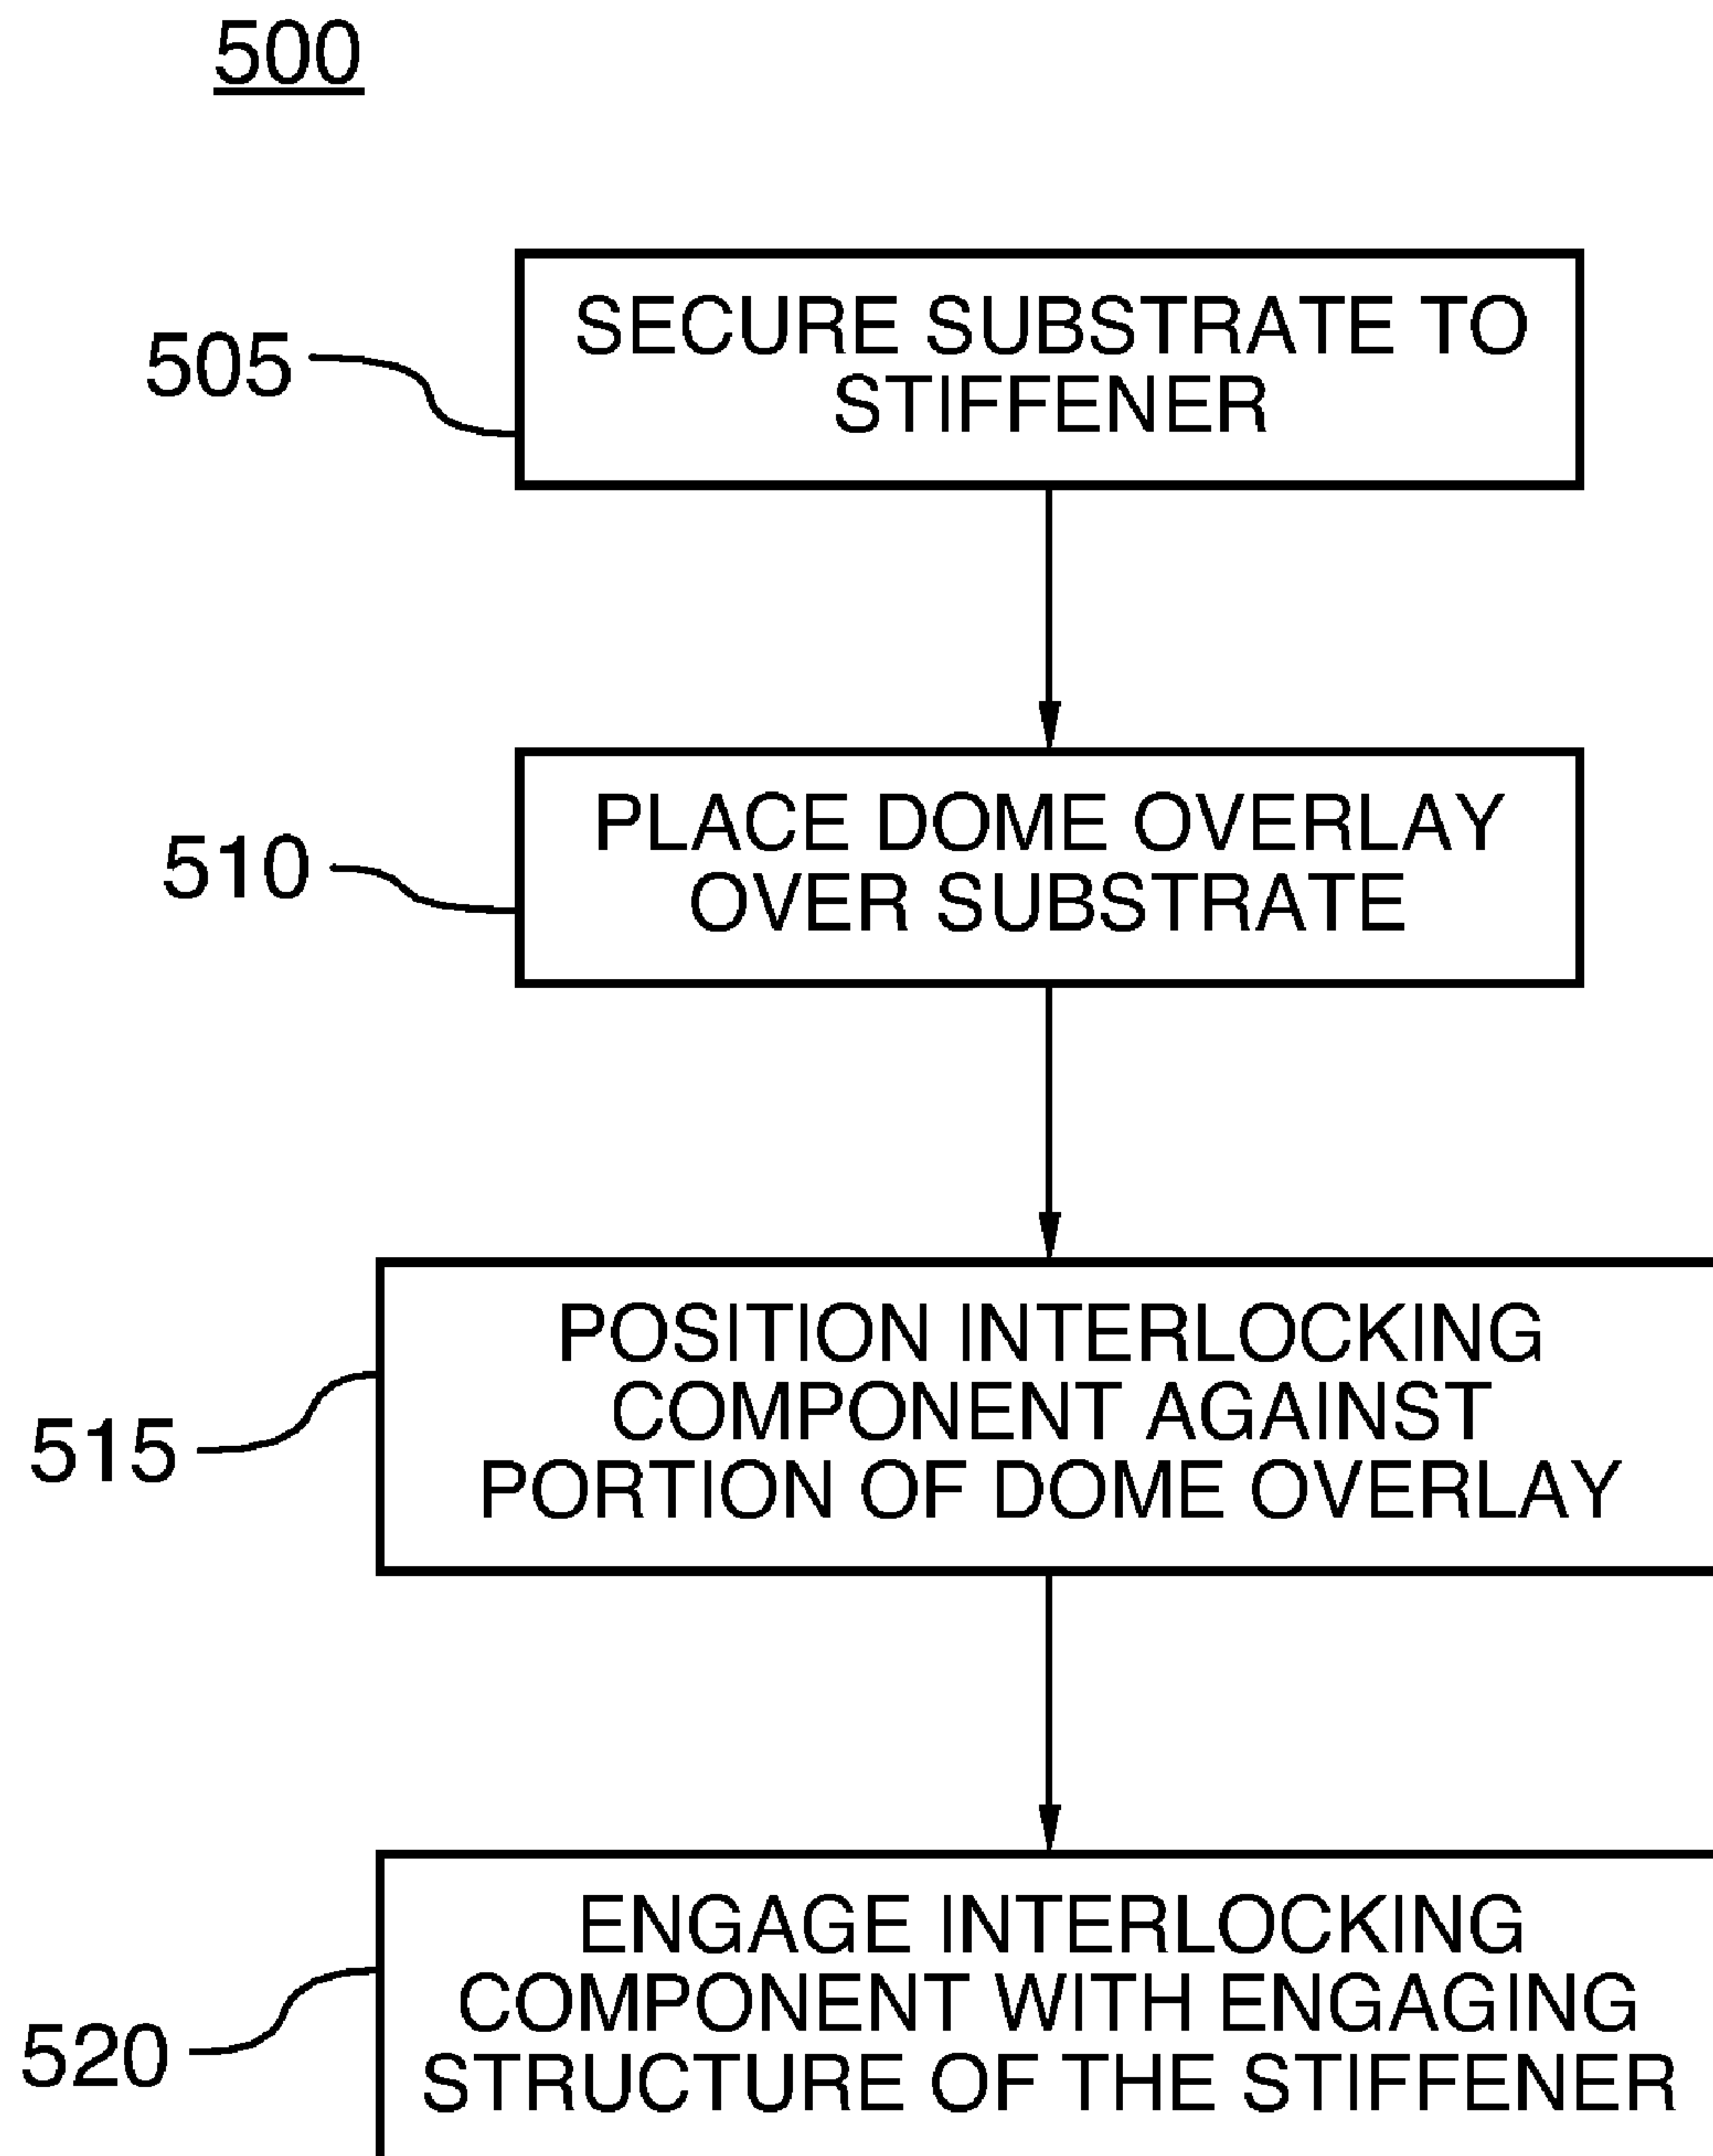 500
505
SECURE SUBSTRATE TO
STIFFENER
510
PLACE DOME OVERLAY
OVER SUBSTRATE
515
POSITION INTERLOCKING
COMPONENT AGAINST
PORTION OF DOME OVERLAY
520
ENGAGE INTERLOCKING
COMPONENT WITH ENGAGING
STRUCTURE OF THE STIFFENER